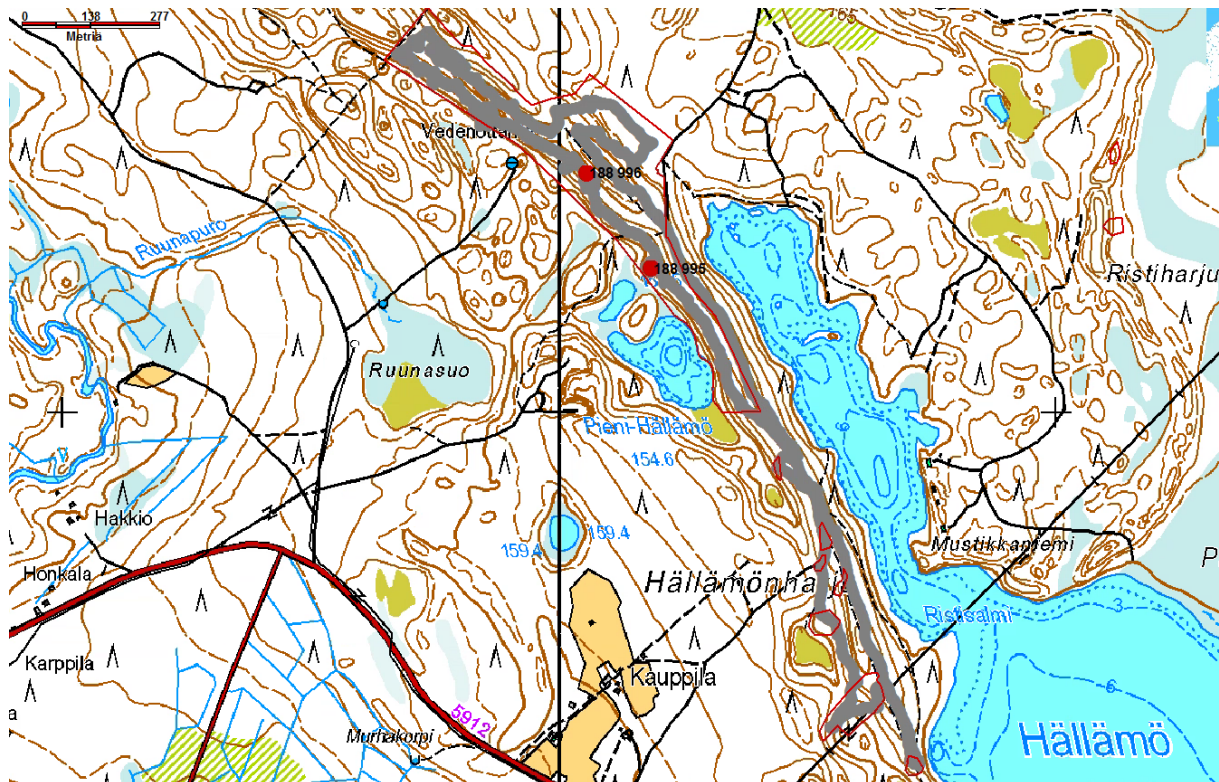 0 138 277
Metriä
165
188 996
Ruunapuro
188 995
Ristiharju
Ruunasuo
Pieni-Hällämö
154.6
Hakkio
159.4
159.4
Mustikkaniemi
Honkala
Hällämönharju
Ristisalmi
3
Karppila
Kauppila
6
5912
Murhakorpi
Hällämö